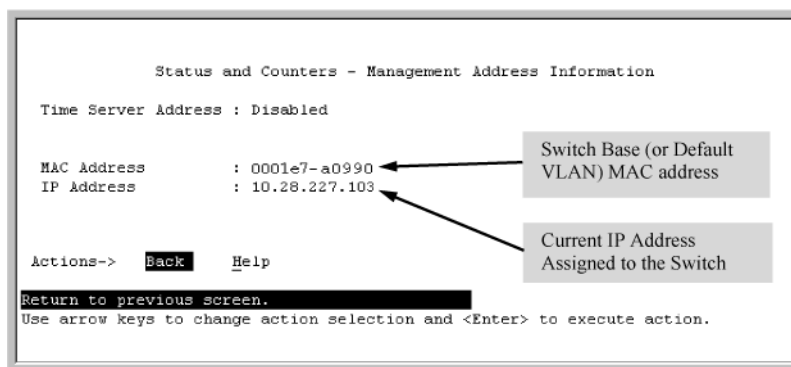 Status and Counters - Management Address Information
Time Server Address : Disabled
MAC Address : 0001e7-a0990
IP Address : 10.28.227.103
Switch Base (or Default
VLAN) MAC address
Current IP Address
Assigned to the Switch
Actions-> Back Help
Return to previous screen.
Use arrow keys to change action selection and <Enter> to execute action.